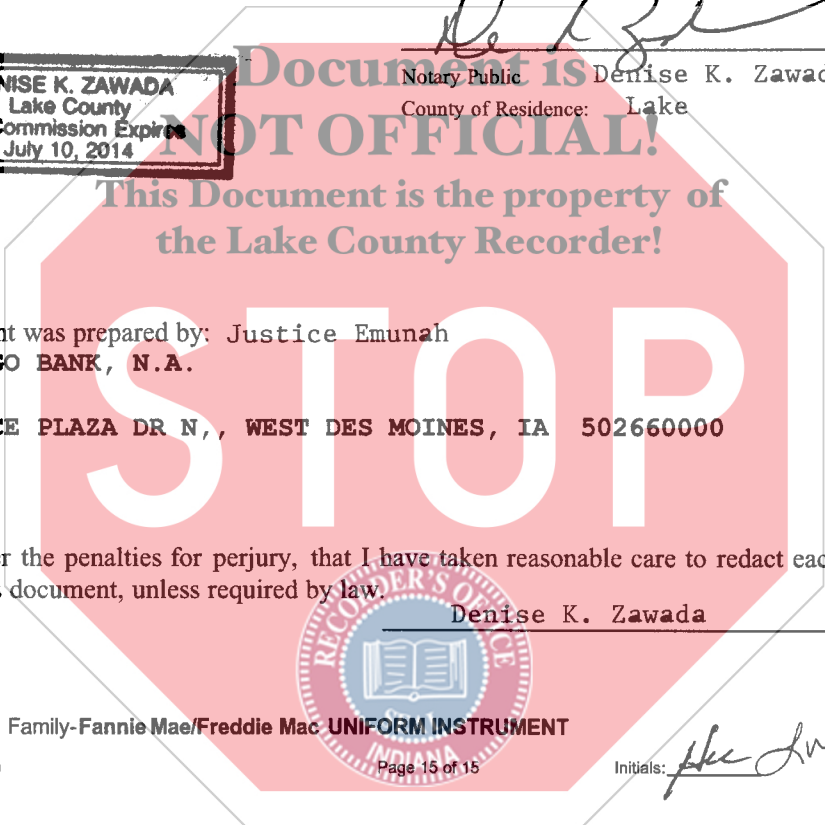 Document is
NOT OFFICIAL!
This Document is the property of
the Lake County Recorder!
STOP
NISE K. ZAWADA
Lake County
Commission Expires
July 10, 2014
Notary Public Denise K. Zawad
County of Residence: Lake
nt was prepared by: Justice Emunah
GO BANK, N.A.
CE PLAZA DR N,, WEST DES MOINES, IA 502660000
r the penalties for perjury, that I have taken reasonable care to redact eac
s document, unless required by law.
Denise K. Zawada
RECORDER'S OFFICE
SEAL
INDIANA
Family-Fannie Mae/Freddie Mac UNIFORM INSTRUMENT
Page 15 of 15
Initials: